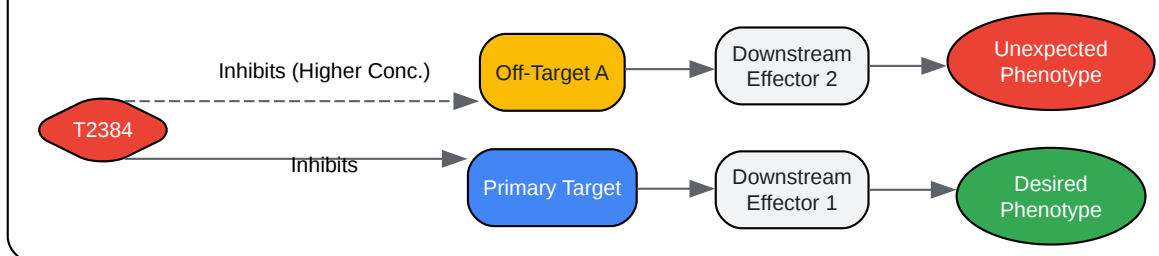 Inhibits (Higher Conc.)
Off-Target A
Downstream
Effector 2
Unexpected
Phenotype
T2384
Inhibits
Primary Target
Downstream
Effector 1
Desired
Phenotype